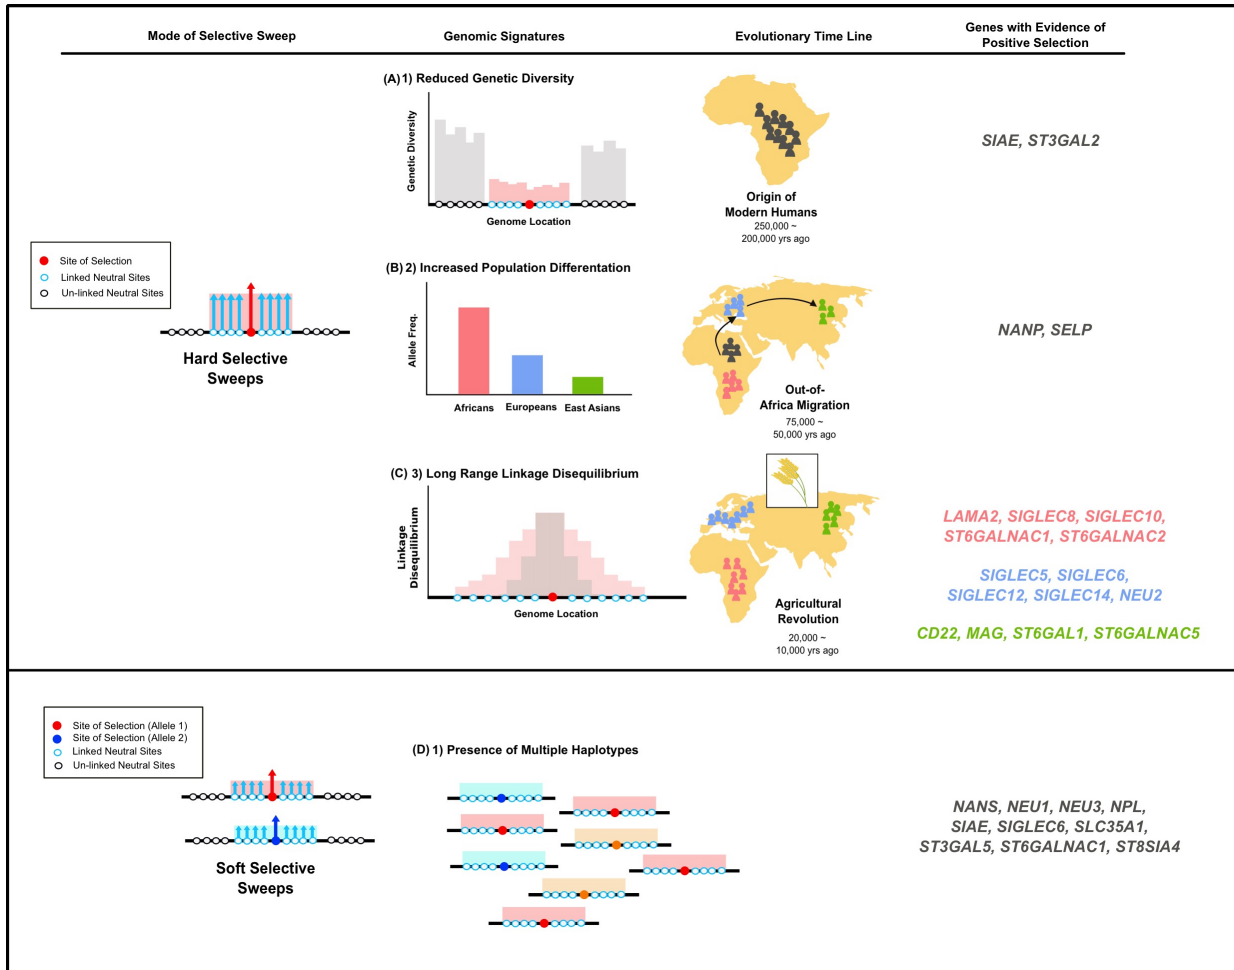 Mode of Selective Sweep
Genomic Signatures
Evolutionary Time Line
Genes with Evidence of
Positive Selection
(A) 1) Reduced Genetic Diversity
Genetic Diversity
Genome Location
Origin of
Modern Humans
250,000 ~
200,000 yrs ago
SIAE, ST3GAL2
Site of Selection
Linked Neutral Sites
Un-linked Neutral Sites
Hard Selective
Sweeps
(B) 2) Increased Population Differentation
Allele Freq.
Africans
Europeans
East Asians
Out-of-
Africa Migration
75,000 ~
50,000 yrs ago
NANP, SELP
(C) 3) Long Range Linkage Disequilibrium
Linkage
Disequilibrium
Genome Location
Agricultural
Revolution
20,000 ~
10,000 yrs ago
LAMA2, SIGLEC8, SIGLEC10,
ST6GALNAC1, ST6GALNAC2
SIGLEC5, SIGLEC6,
SIGLEC12, SIGLEC14, NEU2
CD22, MAG, ST6GAL1, ST6GALNAC5
Site of Selection (Allele 1)
Site of Selection (Allele 2)
Linked Neutral Sites
Un-linked Neutral Sites
Soft Selective
Sweeps
(D) 1) Presence of Multiple Haplotypes
NANS, NEU1, NEU3, NPL,
SIAE, SIGLEC6, SLC35A1,
ST3GAL5, ST6GALNAC1, ST8SIA4